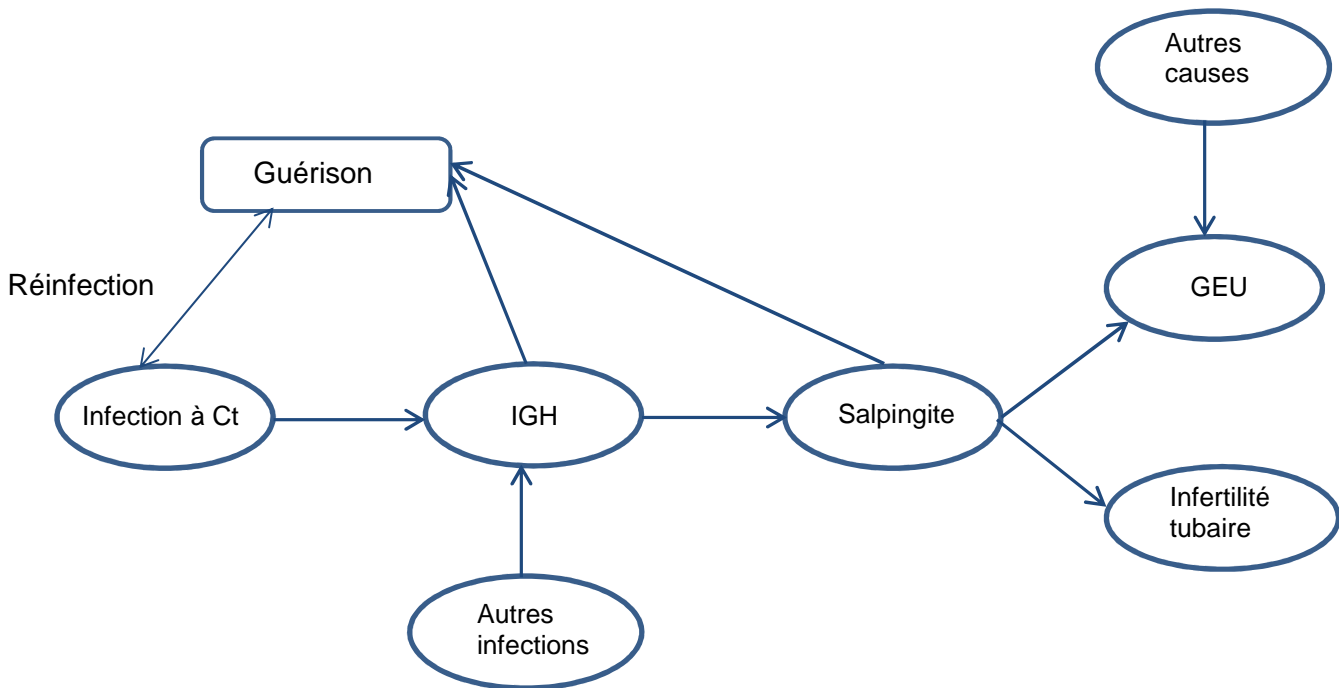 Autres
causes
Guérison
Réinfection
GEU
Infection à Ct
IGH
Salpingite
Infertilité
tubaire
Autres
infections